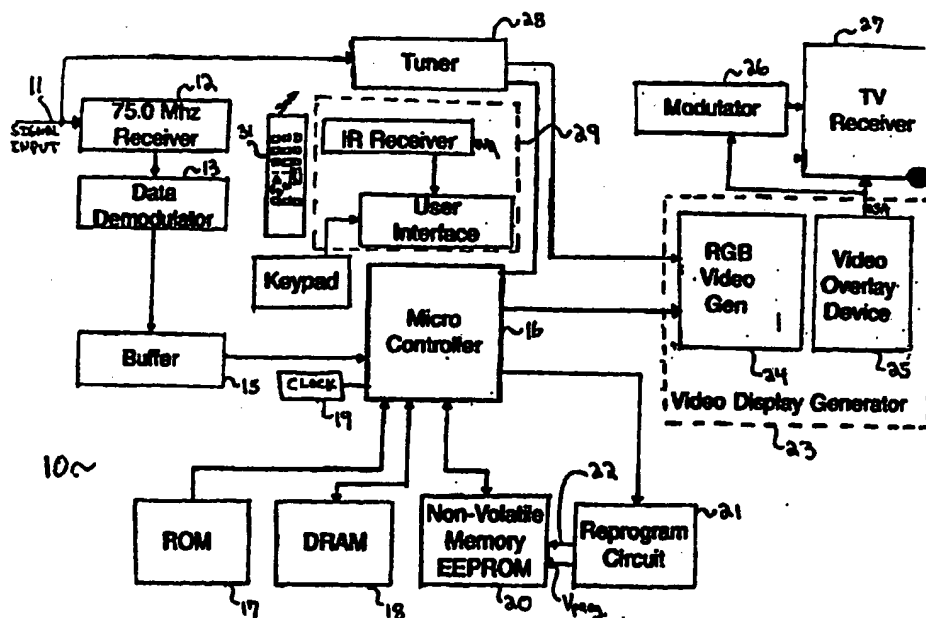 28
Tuner
27
TV
Receiver
26
Modulator
11
SIGNAL
INPUT
12
75.0 Mhz
Receiver
31
IR Receiver
29
13
Data
Demodulator
User
Interface
Keypad
RGB
Video
Gen
Video
Overlay
Device
Micro
Controller
16
Buffer
15
CLOCK
19
24
25
Video Display Generator
23
10
22
ROM
17
DRAM
18
Non-Volatile
Memory
EEPROM
20
Reprogram
Circuit
21
Vprog.